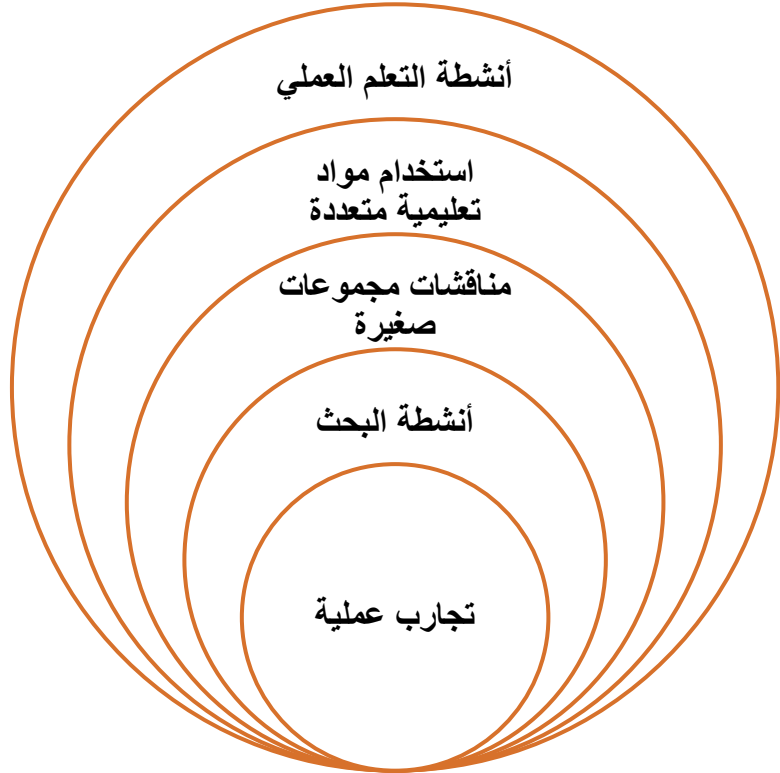 أنشطة التعلم العملي
استخدام مواد
تعليمية متعددة
مناقشات مجموعات
صغيرة
أنشطة البحث
تجارب عملية